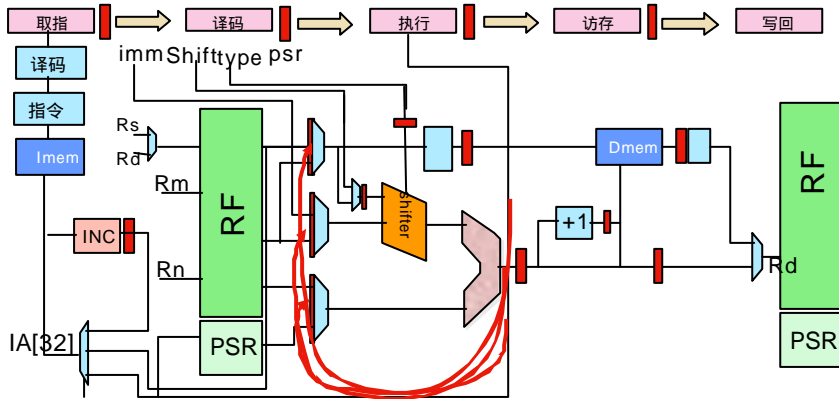 取指 译码 执行 访存 写回
imm Shift type psr
译码
指令
Imem
Rs
Rd
Rm
RF
shifter
Dmem
RF
INC
Rn
+1
Rd
IA[32]
PSR
PSR